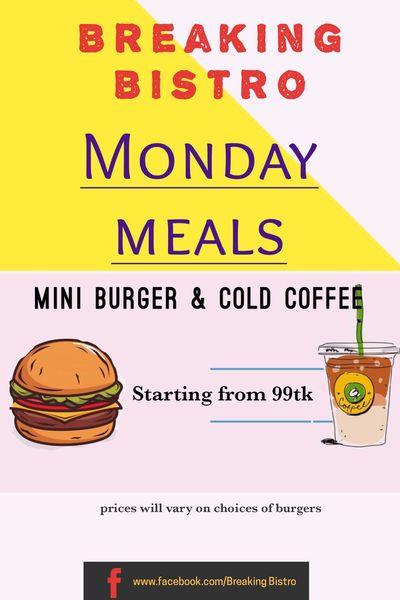 BREAKING
BISTRO
MONDAY
MEALS
MINI BURGER & COLD COFFEE
Starting from 99tk
prices will vary on choices of burgers
f www.facebook.com/Breaking Bistro